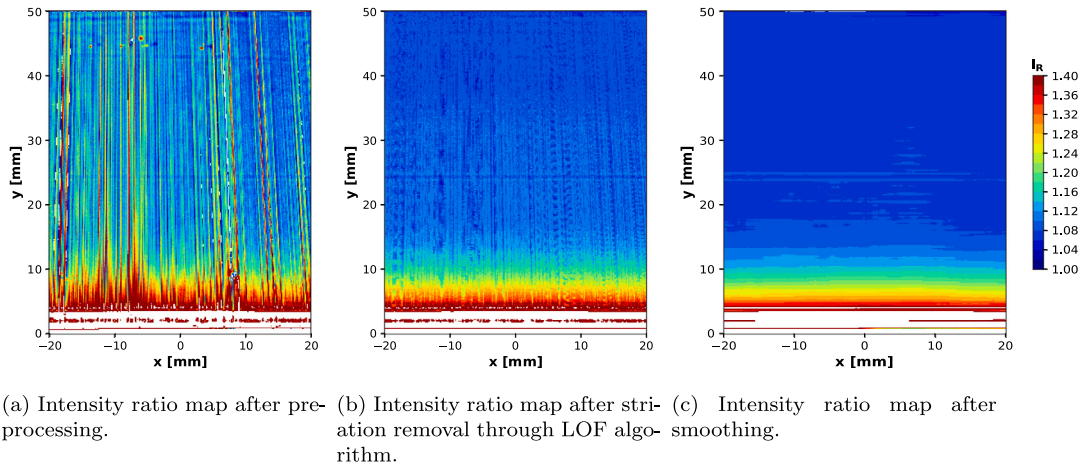 50
40
30
20
10
0
y [mm]
−20 −10 0 10 20
x [mm]
50
40
30
20
10
0
y [mm]
−20 −10 0 10 20
x [mm]
50
40
30
20
10
0
y [mm]
−20 −10 0 10 20
x [mm]
I_R
1.40
1.36
1.32
1.28
1.24
1.20
1.16
1.12
1.08
1.04
1.00
(a) Intensity ratio map after pre-
processing.
(b) Intensity ratio map after stri-
ation removal through LOF algo-
rithm.
(c) Intensity ratio map after
smoothing.